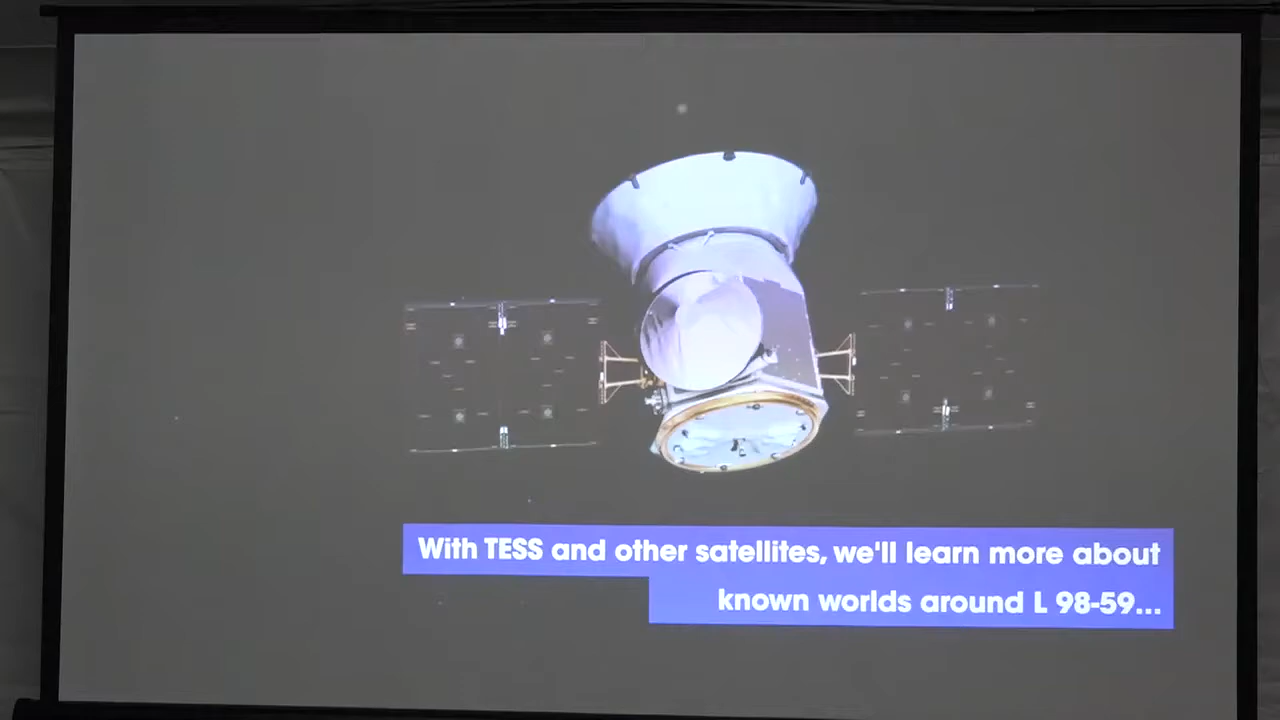 With TESS and other satellites, we'll learn more about
known worlds around L 98-59...